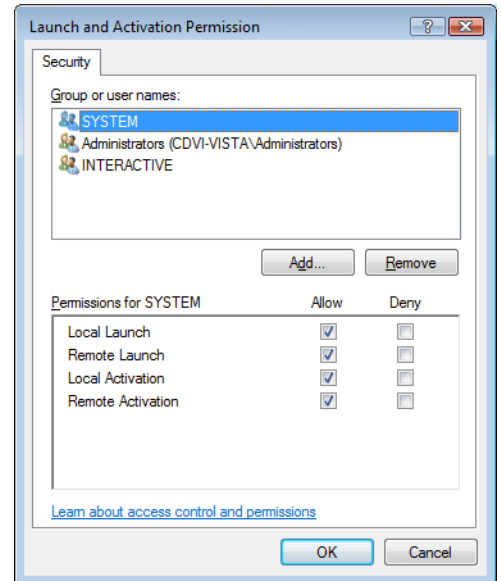 Launch and Activation Permission
Security
Group or user names:
SYSTEM
Administrators (CDVI-VISTA\Administrators)
INTERACTIVE
Add... Remove
Permissions for SYSTEM Allow Deny
Local Launch
Remote Launch
Local Activation
Remote Activation
Learn about access control and permissions
OK Cancel